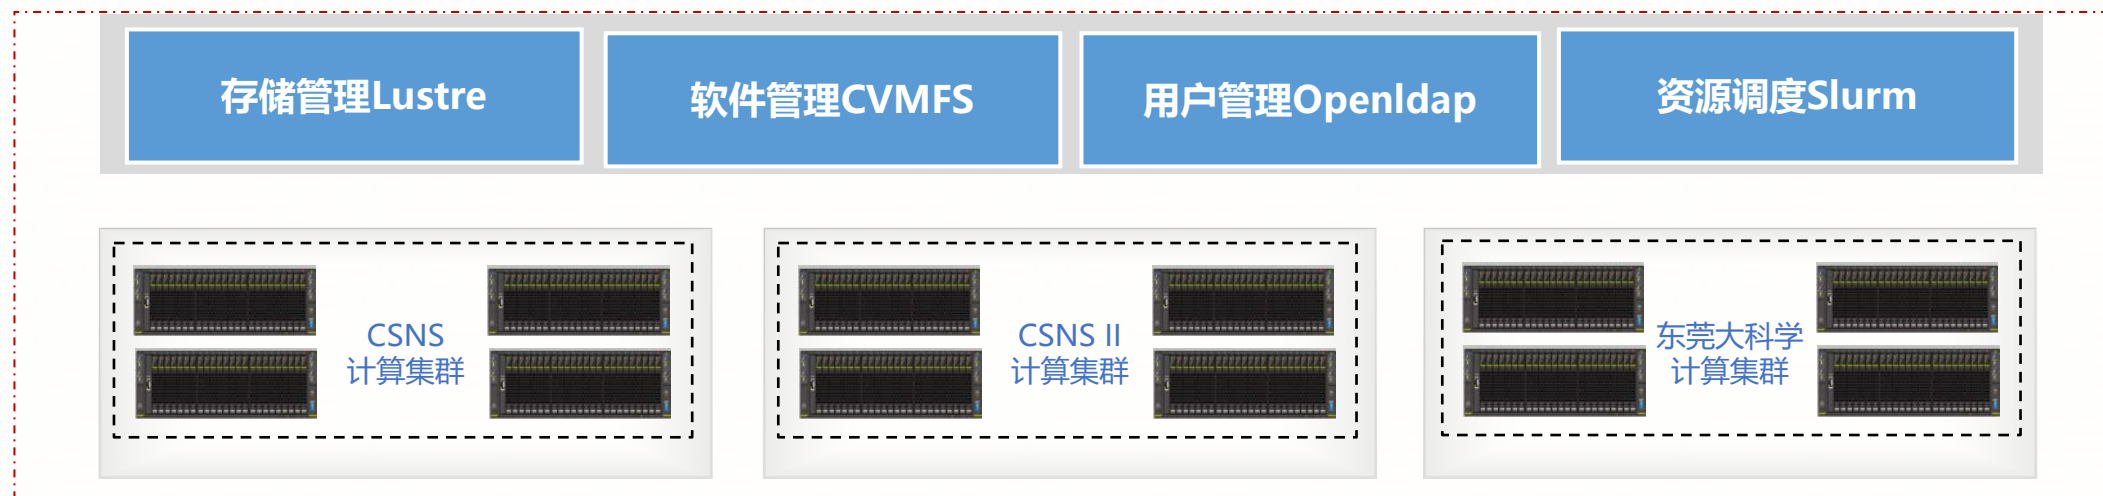 存储管理Lustre
软件管理CVMFS
用户管理Openldap
资源调度Slurm
CSNS
计算集群
CSNS II
计算集群
东莞大科学
计算集群